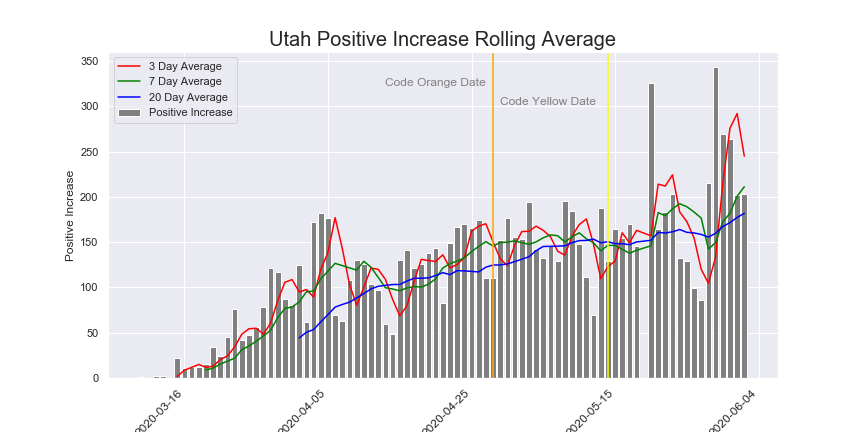 Utah Positive Increase Rolling Average
350
300
250
200
150
100
50
0
Positive Increase
3 Day Average
7 Day Average
20 Day Average
Positive Increase
Code Orange Date
Code Yellow Date
2020-03-16
2020-04-05
2020-04-25
2020-05-15
2020-06-04